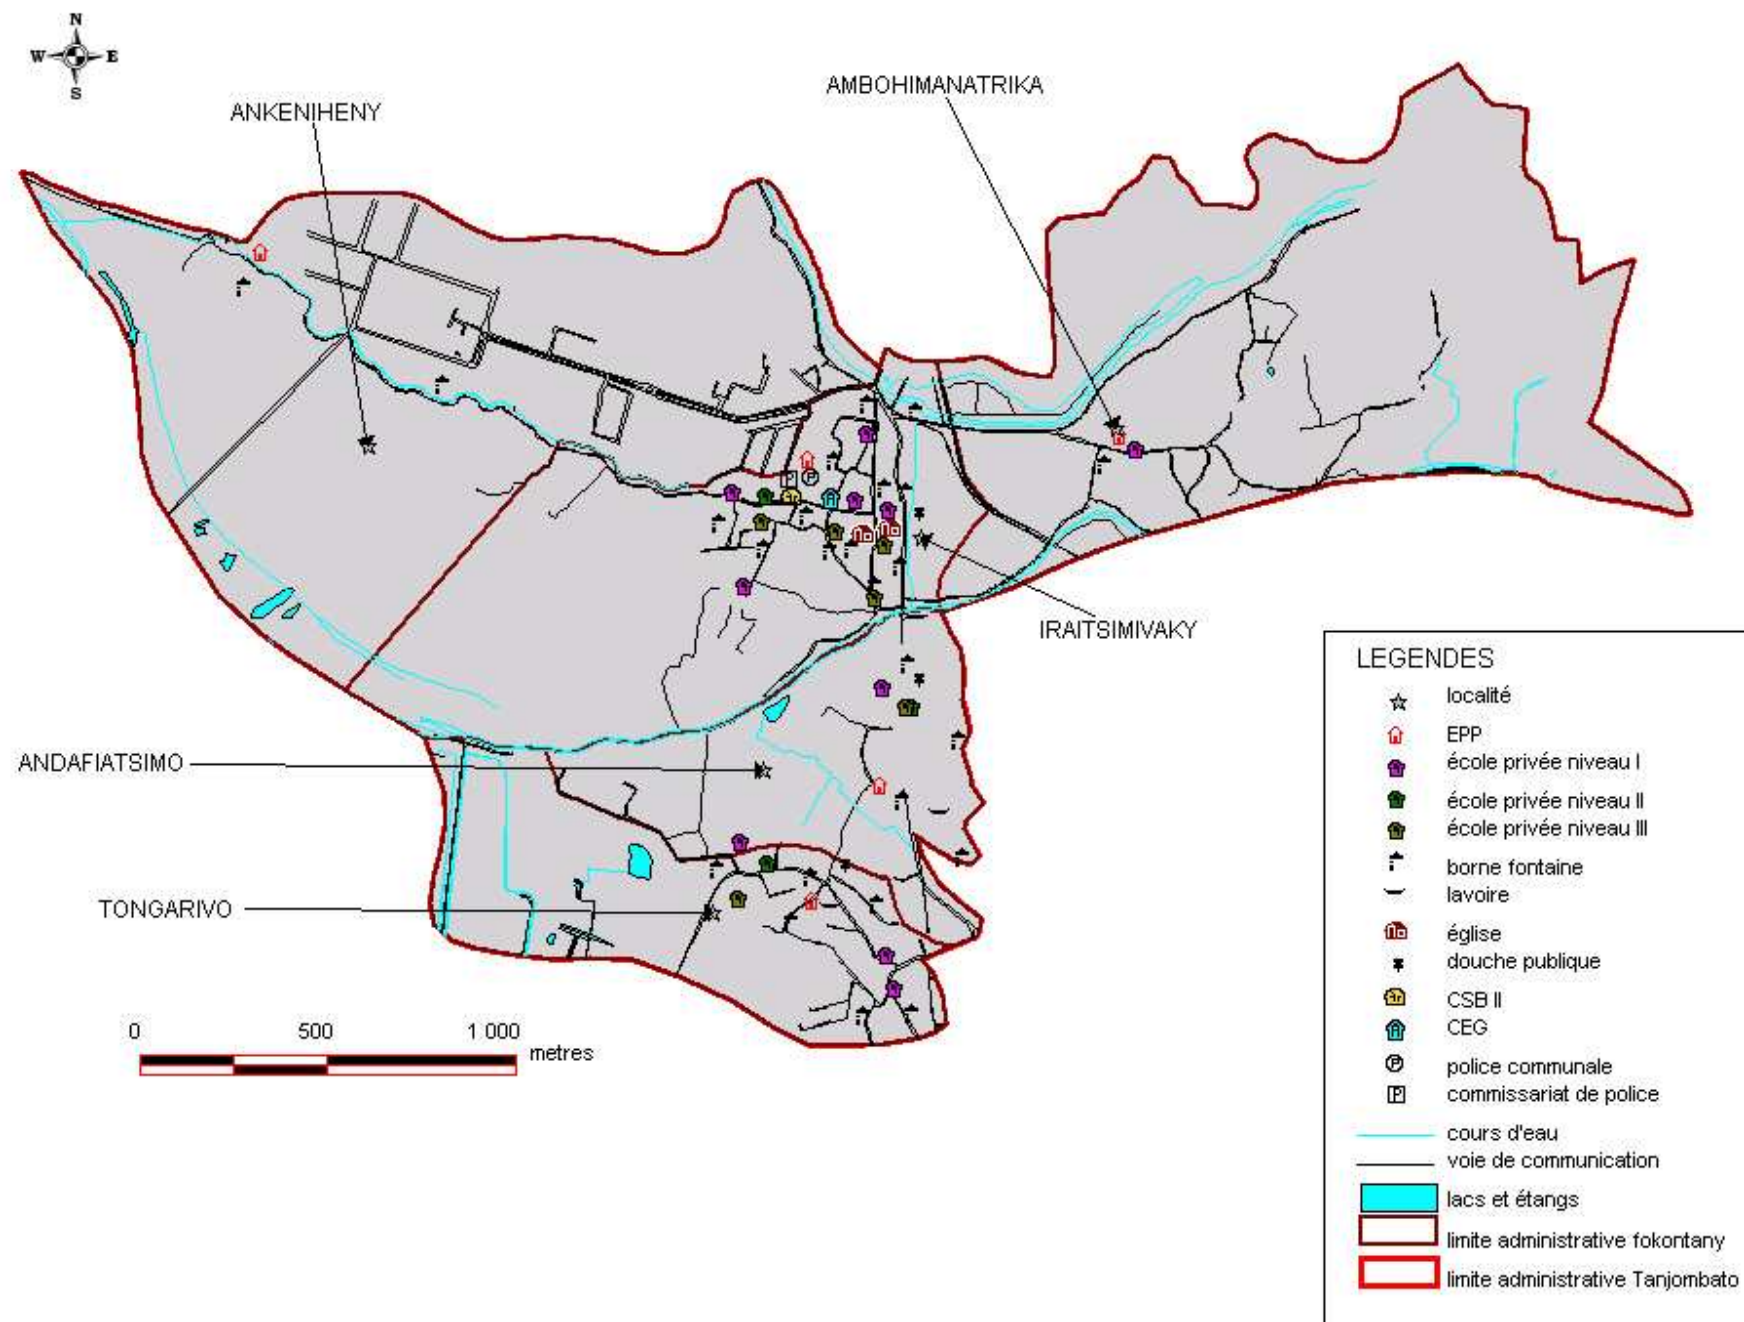 N
W E
S
ANKENIHENY
AMBOHIMANATRIKA
IRAITSIMIVAKY
ANDAFIATSIMO
TONGARIVO
0 500 1 000
metres
LEGENDES
localité
EPP
école privée niveau I
école privée niveau II
école privée niveau III
borne fontaine
lavoire
église
douche publique
CSB II
CEG
P police communale
P commissariat de police
cours d'eau
voie de communication
lacs et étangs
limite administrative fokontany
limite administrative Tanjombato